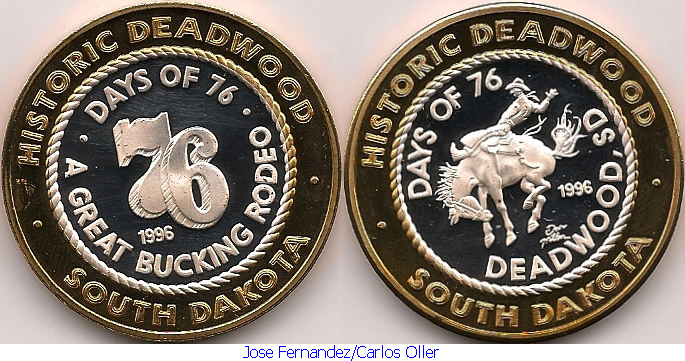 HISTORIC DEADWOOD
· DAYS OF 76 ·
76
1996
A GREAT BUCKING RODEO
· SOUTH DAKOTA ·
HISTORIC DEADWOOD
DAYS OF 76
1996
DEADWOOD, SD
· SOUTH DAKOTA ·
Jose Fernandez/Carlos Oller